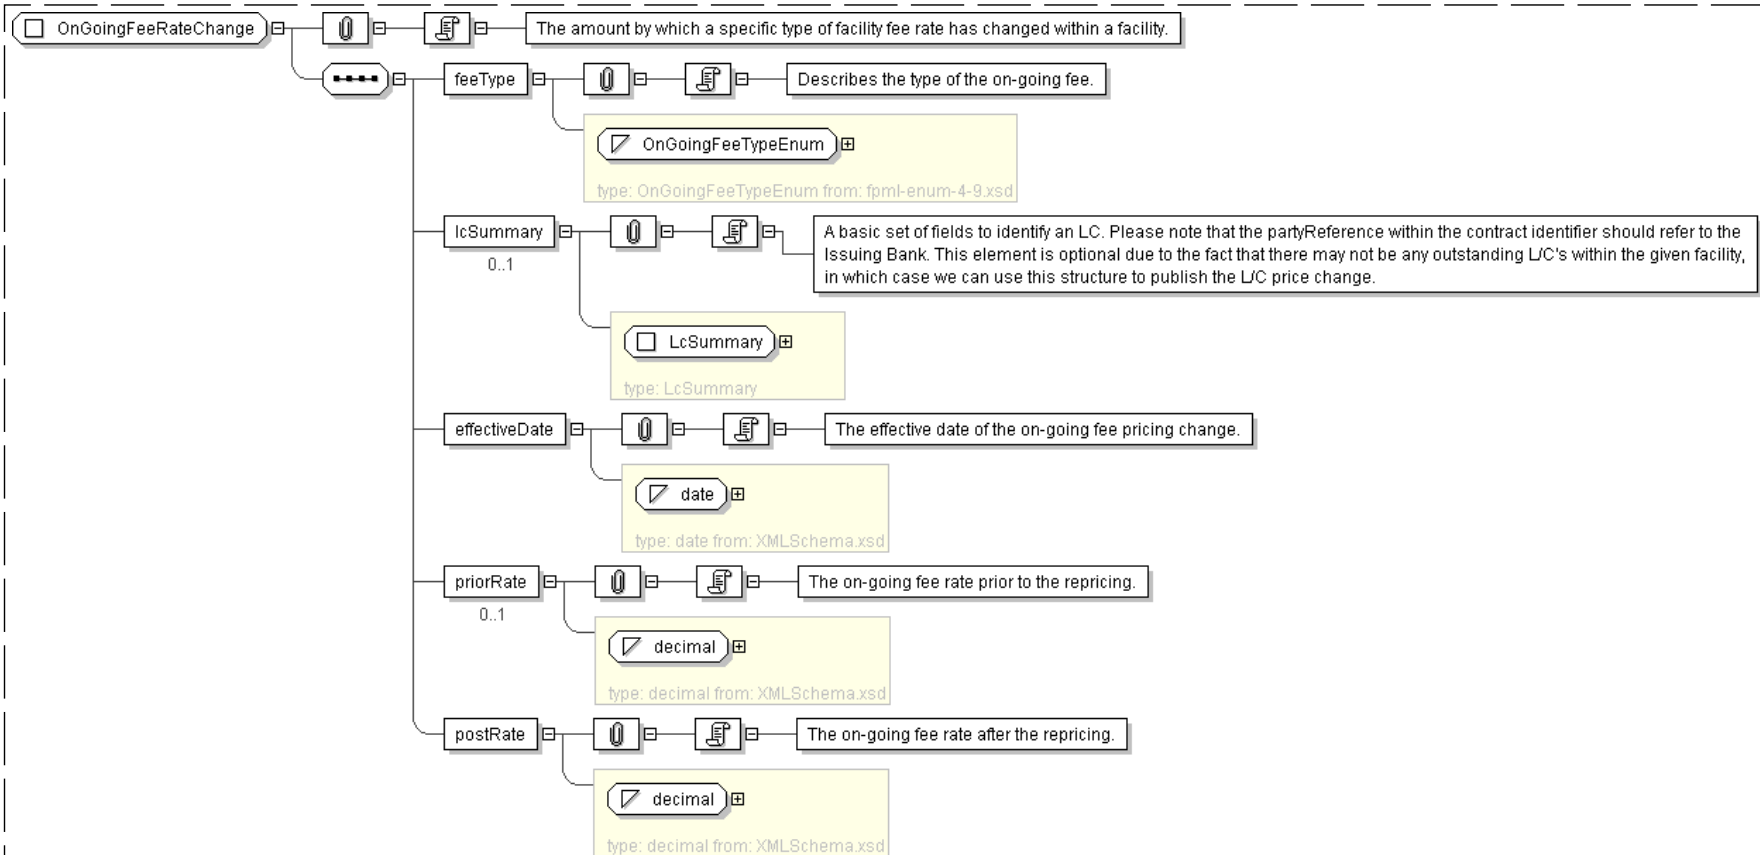 OnGoingFeeRateChange
The amount by which a specific type of facility fee rate has changed within a facility.
feeType
Describes the type of the on-going fee.
OnGoingFeeTypeEnum
type: OnGoingFeeTypeEnum from: fpml-enum-4-9.xsd
lcSummary
0..1
A basic set of fields to identify an LC. Please note that the partyReference within the contract identifier should refer to the
Issuing Bank. This element is optional due to the fact that there may not be any outstanding L/C's within the given facility,
in which case we can use this structure to publish the L/C price change.
LcSummary
type: LcSummary
effectiveDate
The effective date of the on-going fee pricing change.
date
type: date from: XMLSchema.xsd
priorRate
0..1
The on-going fee rate prior to the repricing.
decimal
type: decimal from: XMLSchema.xsd
postRate
The on-going fee rate after the repricing.
decimal
type: decimal from: XMLSchema.xsd